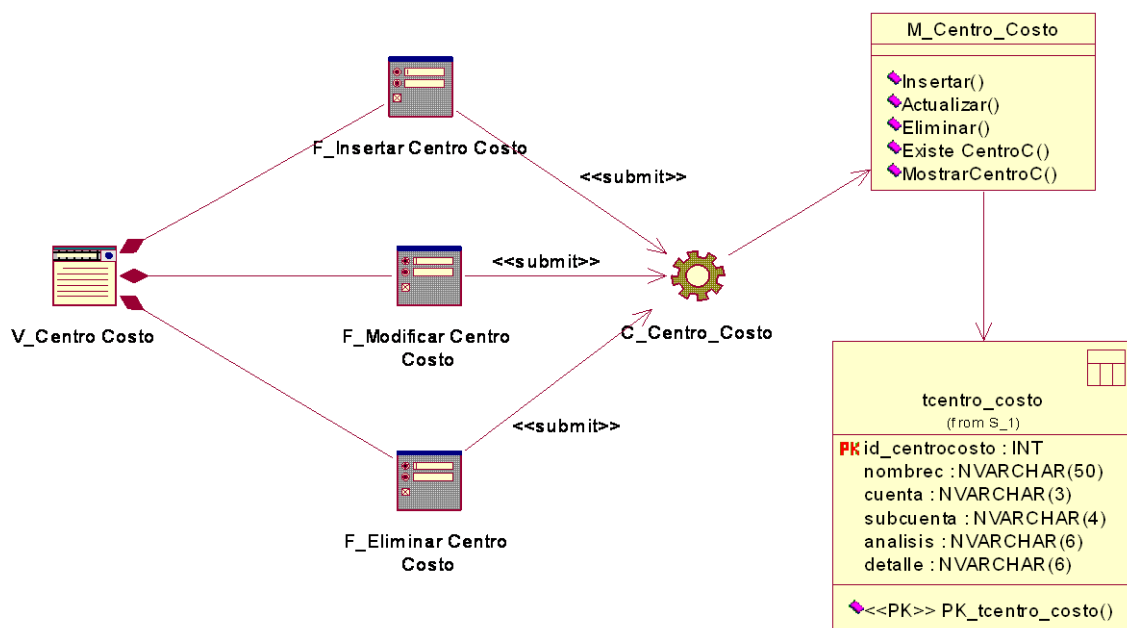 M_Centro_Costo
Insertar()
Actualizar()
Eliminar()
Existe CentroC()
MostrarCentroC()
F_Insertar Centro Costo
<<submit>>
<<submit>>
V_Centro Costo
F_Modificar Centro
Costo
C_Centro_Costo
<<submit>>
F_Eliminar Centro
Costo
tcentro_costo
(from S_1)
PK id_centrocosto : INT
nombrec : NVARCHAR(50)
cuenta : NVARCHAR(3)
subcuenta : NVARCHAR(4)
analisis : NVARCHAR(6)
detalle : NVARCHAR(6)
<<PK>> PK_tcentro_costo()